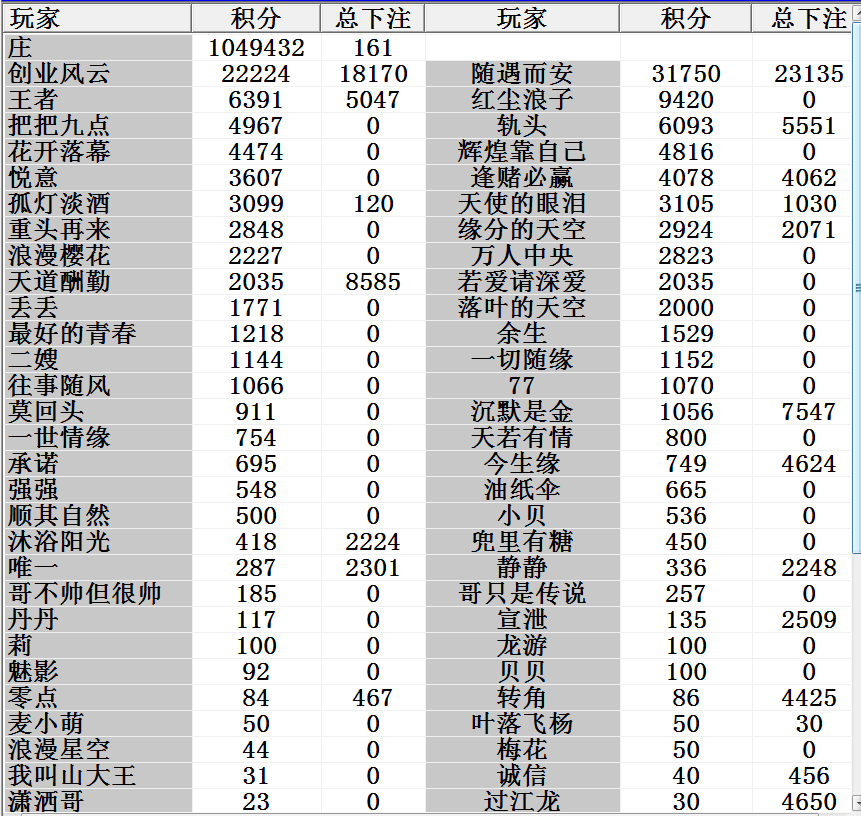 玩家 积分 总下注 玩家 积分 总下注
庄 1049432 161
创业风云 22224 18170 随遇而安 31750 23135
王者 6391 5047 红尘浪子 9420 0
把把九点 4967 0 轨头 6093 5551
花开落幕 4474 0 辉煌靠自己 4816 0
悦意 3607 0 逢赌必赢 4078 4062
孤灯淡酒 3099 120 天使的眼泪 3105 1030
重头再来 2848 0 缘分的天空 2924 2071
浪漫樱花 2227 0 万人中央 2823 0
天道酬勤 2035 8585 若爱请深爱 2035 0
丢丢 1771 0 落叶的天空 2000 0
最好的青春 1218 0 余生 1529 0
二嫂 1144 0 一切随缘 1152 0
往事随风 1066 0 77 1070 0
莫回头 911 0 沉默是金 1056 7547
一世情缘 754 0 天若有情 800 0
承诺 695 0 今生缘 749 4624
强强 548 0 油纸伞 665 0
顺其自然 500 0 小贝 536 0
沐浴阳光 418 2224 兜里有糖 450 0
唯一 287 2301 静静 336 2248
哥不帅但很帅 185 0 哥只是传说 257 0
丹丹 117 0 宣泄 135 2509
莉 100 0 龙游 100 0
魅影 92 0 贝贝 100 0
零点 84 467 转角 86 4425
麦小萌 50 0 叶落飞杨 50 30
浪漫星空 44 0 梅花 50 0
我叫山大王 31 0 诚信 40 456
潇洒哥 23 0 过江龙 30 4650